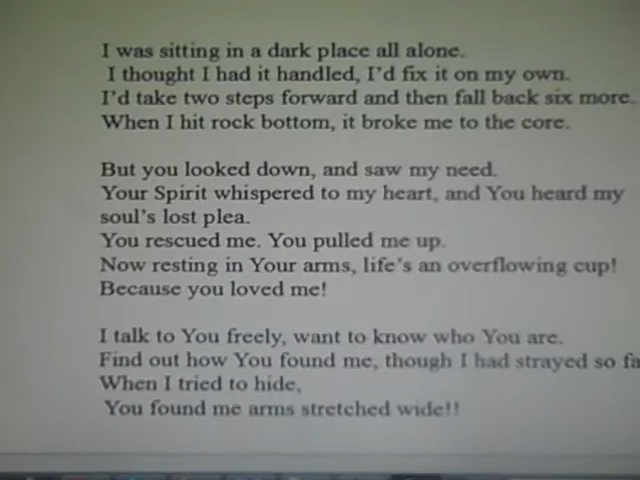 I was sitting in a dark place all alone.
I thought I had it handled, I'd fix it on my own.
I'd take two steps forward and then fall back six more.
When I hit rock bottom, it broke me to the core.
But you looked down, and saw my need.
Your Spirit whispered to my heart, and You heard my
soul's lost plea.
You rescued me. You pulled me up.
Now resting in Your arms, life's an overflowing cup!
Because you loved me!
I talk to You freely, want to know who You are.
Find out how You found me, though I had strayed so fa
When I tried to hide,
You found me arms stretched wide!!